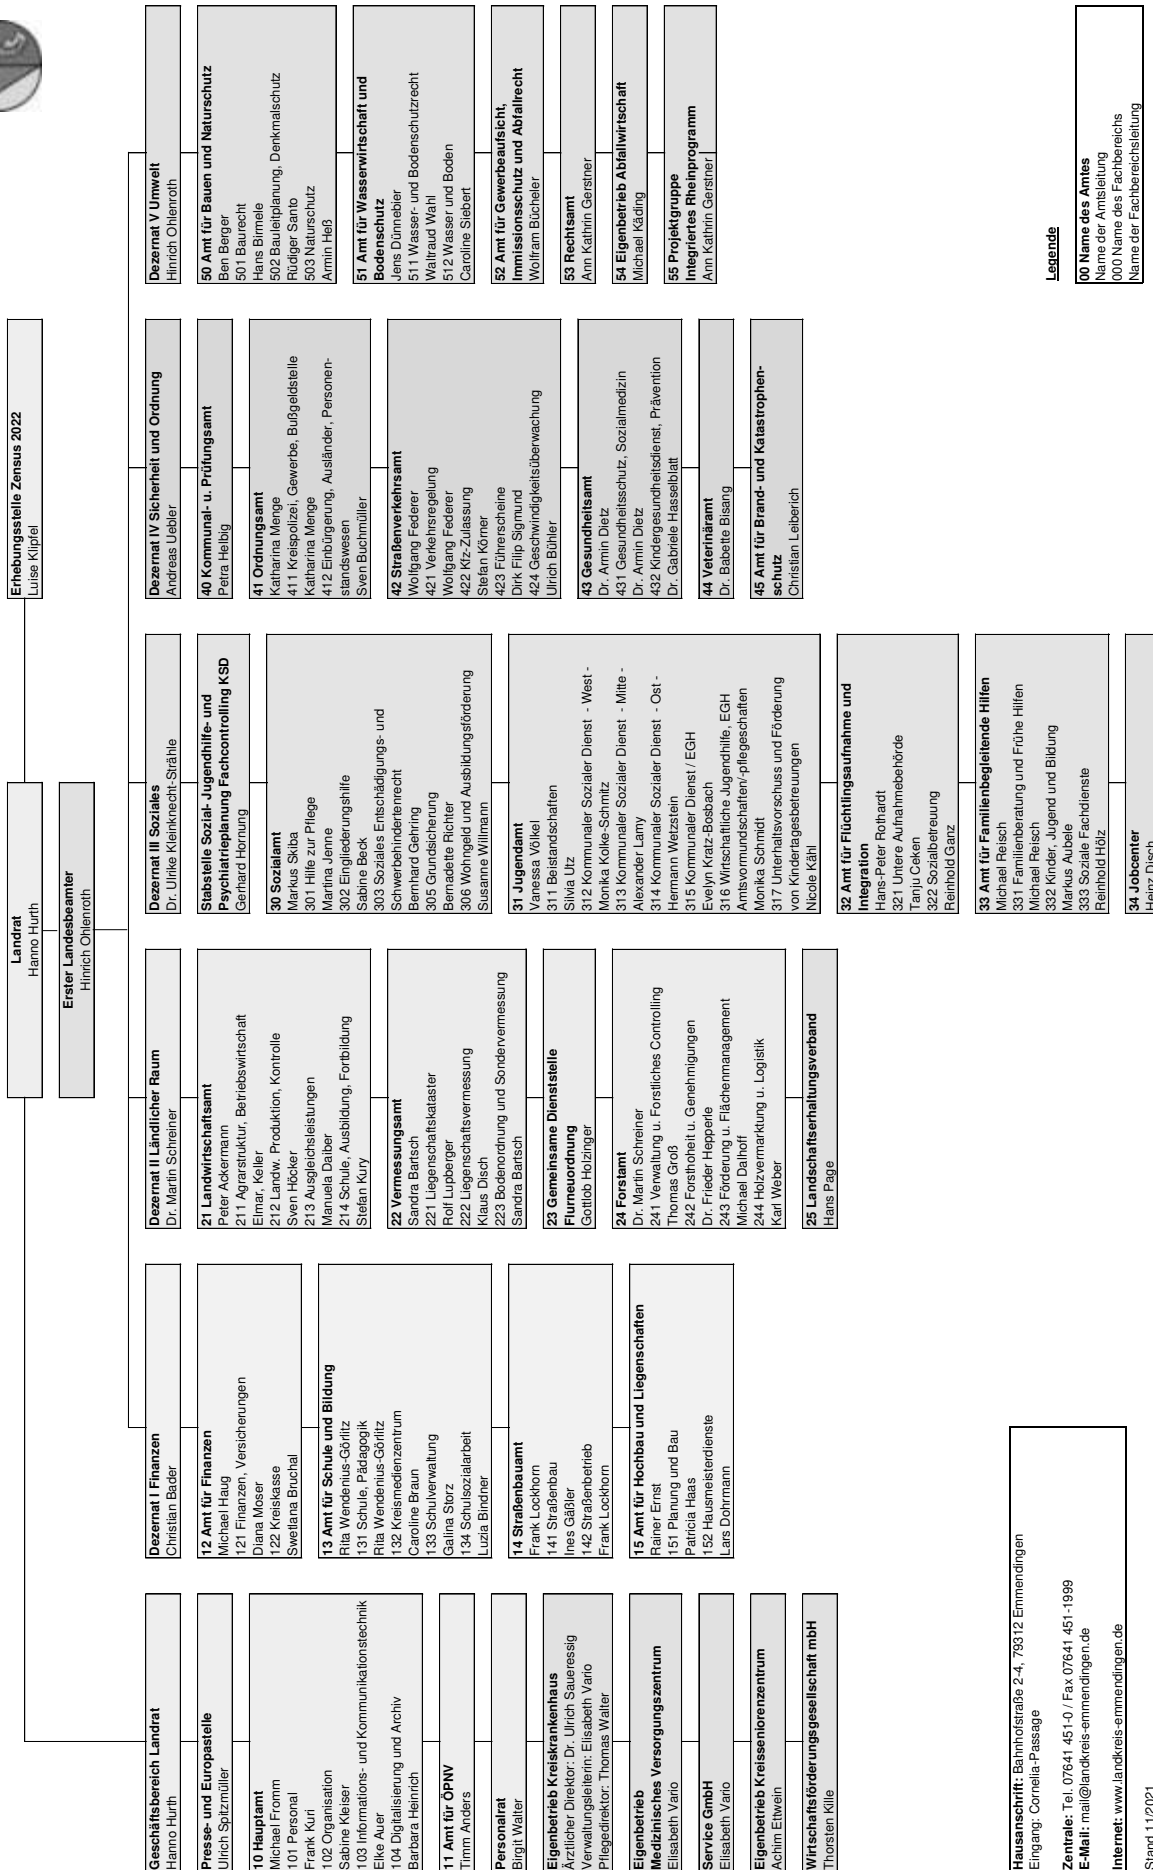 Landrat
Hanno Hurth
Erhebungsstelle Zensus 2022
Luise Klipfel
Erster Landesbeamter
Hinrich Ohlenroth
Geschäftsbereich Landrat
Hanno Hurth
Presse- und Europastelle
Ulrich Spitzmüller
10 Hauptamt
Michael Fromm
101 Personal
Frank Kuri
102 Organisation
Sabine Kleiser
103 Informations- und Kommunikationstechnik
Elke Auer
104 Digitalisierung und Archiv
Barbara Heinrich
11 Amt für ÖPNV
Timm Anders
Personalrat
Birgit Walter
Eigenbetrieb Kreiskrankenhaus
Ärztlicher Direktor: Dr. Ulrich Saueressig
Verwaltungsleiterin: Elisabeth Vario
Pflegedirektor: Thomas Walter
Eigenbetrieb
Medizinisches Versorgungszentrum
Elisabeth Vario
Service GmbH
Elisabeth Vario
Eigenbetrieb Kreisseniorenzentrum
Achim Ettwein
Wirtschaftsförderungsgesellschaft mbH
Thorsten Kille
Dezernat I Finanzen
Christian Bader
12 Amt für Finanzen
Michael Haug
121 Finanzen, Versicherungen
Diana Moser
122 Kreiskasse
Swetlana Bruchal
13 Amt für Schule und Bildung
Rita Wendenius-Görlitz
131 Schule, Pädagogik
Rita Wendenius-Görlitz
132 Kreismedienzentrum
Caroline Braun
133 Schulverwaltung
Galina Storz
134 Schulsozialarbeit
Luzia Bindner
14 Straßenbauamt
Frank Lockhorn
141 Straßenbau
Ines Gäßler
142 Straßenbetrieb
Frank Lockhorn
15 Amt für Hochbau und Liegenschaften
Rainer Ernst
151 Planung und Bau
Patricia Haas
152 Hausmeisterdienste
Lars Dohrmann
Dezernat II Ländlicher Raum
Dr. Martin Schreiner
21 Landwirtschaftsamt
Peter Ackermann
211 Agrarstruktur, Betriebswirtschaft
Elmar, Keller
212 Landw. Produktion, Kontrolle
Sven Höcker
213 Ausgleichsleistungen
Manuela Daiber
214 Schule, Ausbildung, Fortbildung
Stefan Kury
22 Vermessungsamt
Sandra Bartsch
221 Liegenschaftskataster
Rolf Lupberger
222 Liegenschaftsvermessung
Klaus Disch
223 Bodenordnung und Sondervermessung
Sandra Bartsch
23 Gemeinsame Dienststelle
Flurneuordnung
Gottlob Holzinger
24 Forstamt
Dr. Martin Schreiner
241 Verwaltung u. Forstliches Controlling
Thomas Groß
242 Forsthoheit u. Genehmigungen
Dr. Frieder Hepperle
243 Förderung u. Flächenmanagement
Michael Dalhoff
244 Holzvermarktung u. Logistik
Karl Weber
25 Landschaftserhaltungsverband
Hans Page
Dezernat III Soziales
Dr. Ulrike Kleinknecht-Strähle
Stabstelle Sozial- Jugendhilfe- und
Psychiatrieplanung Fachcontrolling KSD
Gerhard Hornung
30 Sozialamt
Markus Skiba
301 Hilfe zur Pflege
Martina Jenne
302 Eingliederungshilfe
Sabine Beck
303 Soziales Entschädigungs- und
Schwerbehindertenrecht
Bernhard Gehring
305 Grundsicherung
Bernadette Richter
306 Wohngeld und Ausbildungsförderung
Susanne Willmann
31 Jugendamt
Vanessa Völkel
311 Beistandschaften
Silvia Utz
312 Kommunaler Sozialer Dienst - West -
Monika Kolke-Schmitz
313 Kommunaler Sozialer Dienst - Mitte -
Alexander Lamy
314 Kommunaler Sozialer Dienst - Ost -
Hermann Wetzstein
315 Kommunaler Dienst / EGH
Evelyn Kratz-Bosbach
316 Wirtschaftliche Jugendhilfe, EGH
Amtsvormundschaften/-pflegeschaften
Monika Schmidt
317 Unterhaltsvorschuss und Förderung
von Kindertagesbetreuungen
Nicole Kähl
32 Amt für Flüchtlingsaufnahme und
Integration
Hans-Peter Rothardt
321 Untere Aufnahmebehörde
Tanju Ceken
322 Sozialbetreuung
Reinhold Ganz
33 Amt für Familienbegleitende Hilfen
Michael Reisch
331 Familienberatung und Frühe Hilfen
Michael Reisch
332 Kinder, Jugend und Bildung
Markus Aubele
333 Soziale Fachdienste
Reinhold Hölz
34 Jobcenter
Heinz Disch
Dezernat IV Sicherheit und Ordnung
Andreas Uebler
40 Kommunal- u. Prüfungsamt
Petra Helbig
41 Ordnungsamt
Katharina Menge
411 Kreispolizei, Gewerbe, Bußgeldstelle
Katharina Menge
412 Einbürgerung, Ausländer, Personen-
standswesen
Sven Buchmüller
42 Straßenverkehrsamt
Wolfgang Federer
421 Verkehrsregelung
Wolfgang Federer
422 Kfz-Zulassung
Stefan Körner
423 Führerscheine
Dirk Filip Sigmund
424 Geschwindigkeitsüberwachung
Ulrich Bühler
43 Gesundheitsamt
Dr. Armin Dietz
431 Gesundheitsschutz, Sozialmedizin
Dr. Armin Dietz
432 Kindergesundheitsdienst, Prävention
Dr. Gabriele Hasselblatt
44 Veterinäramt
Dr. Babette Bisang
45 Amt für Brand- und Katastrophen-
schutz
Christian Leiberich
Dezernat V Umwelt
Hinrich Ohlenroth
50 Amt für Bauen und Naturschutz
Ben Berger
501 Baurecht
Hans Birmele
502 Bauleitplanung, Denkmalschutz
Rüdiger Santo
503 Naturschutz
Armin Heß
51 Amt für Wasserwirtschaft und
Bodenschutz
Jens Dünnebier
511 Wasser- und Bodenschutzrecht
Waltraud Wahl
512 Wasser und Boden
Caroline Siebert
52 Amt für Gewerbeaufsicht,
Immissionsschutz und Abfallrecht
Wolfram Bücheler
53 Rechtsamt
Ann Kathrin Gerstner
54 Eigenbetrieb Abfallwirtschaft
Michael Käding
55 Projektgruppe
Integriertes Rheinprogramm
Ann Kathrin Gerstner
Hausanschrift: Bahnhofstraße 2-4, 79312 Emmendingen
Eingang: Cornelia-Passage
Zentrale: Tel. 07641 451-0 / Fax 07641 451-1999
E-Mail: mail@landkreis-emmendingen.de
Internet: www.landkreis-emmendingen.de
Stand 11/2021
Legende
00 Name des Amtes
Name der Amtsleitung
000 Name des Fachbereichs
Name der Fachbereichsleitung